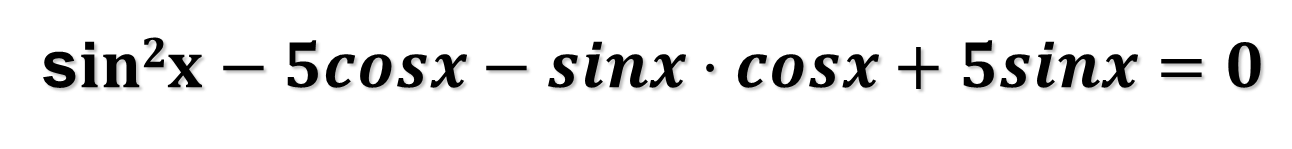 sin²x − 5cosx − sinx · cosx + 5sinx = 0